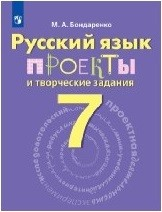 М. А. Бондаренко
Русский язык
ПРОЕКТЫ
и творческие задания
7